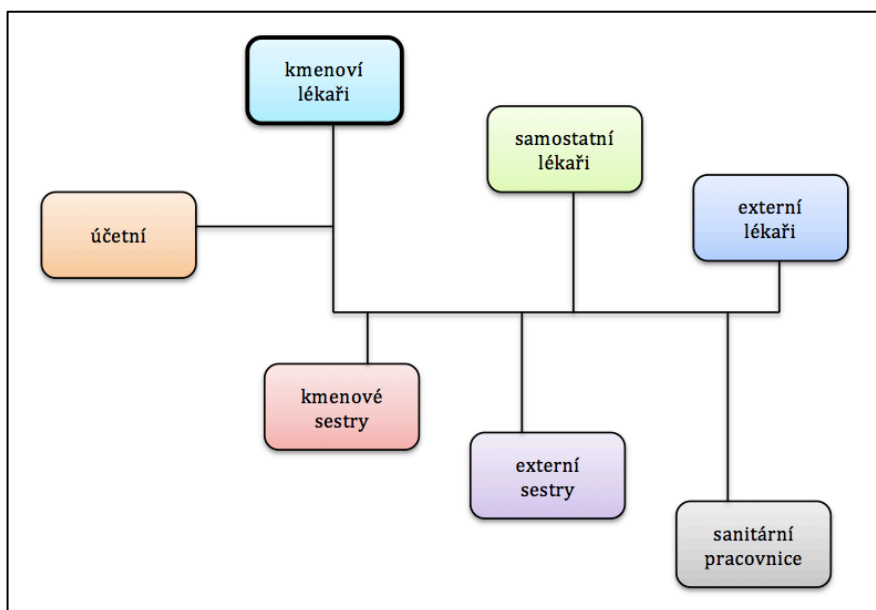 kmenoví
lékaři
samostatní
lékaři
externí
lékaři
účetní
kmenové
sestry
externí
sestry
sanitární
pracovnice